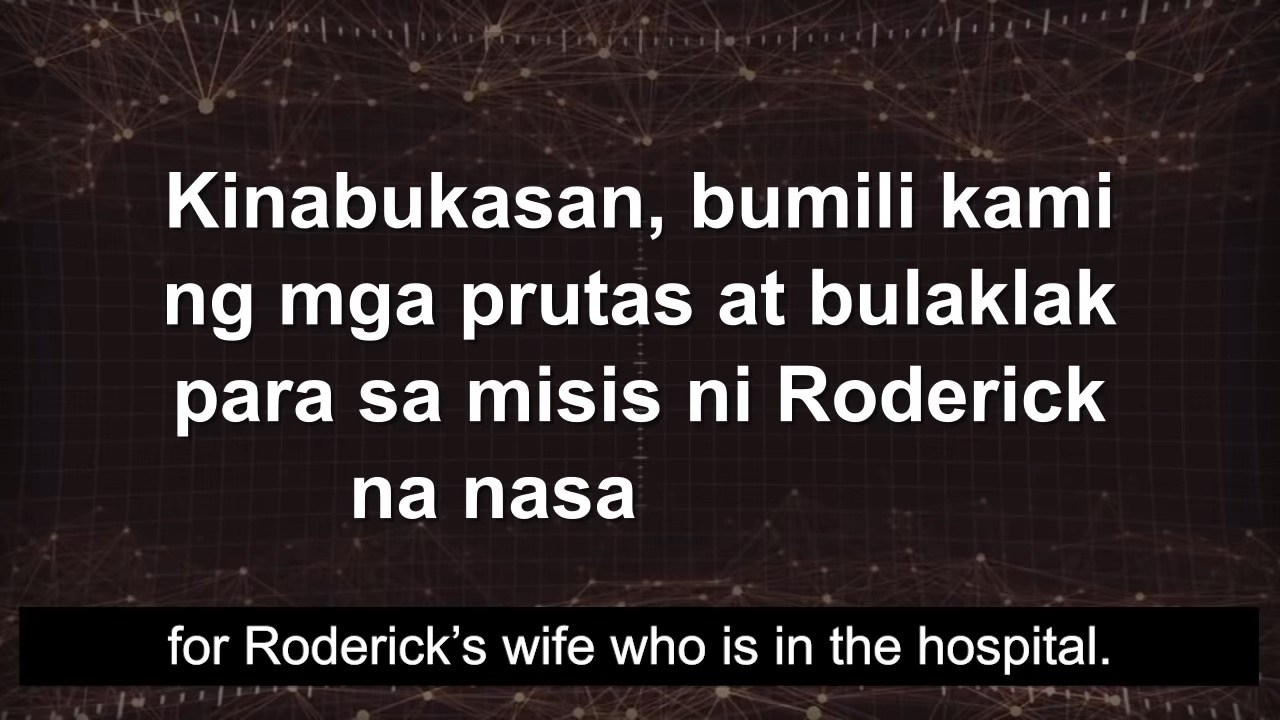 Kinabukasan, bumili kami
ng mga prutas at bulaklak
para sa misis ni Roderick
na nasa
for Roderick’s wife who is in the hospital.